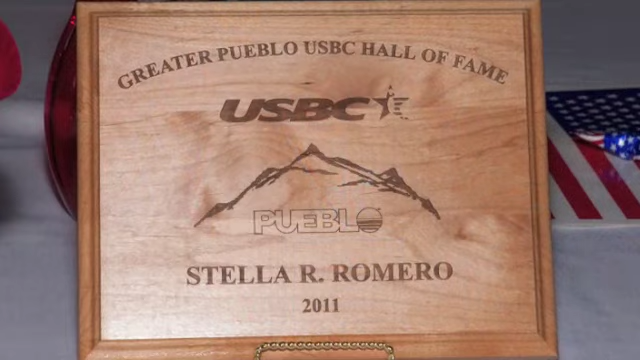 GREATER PUEBLO USBC HALL OF FAME
USBC
PUEBLO
STELLA R. ROMERO
2011